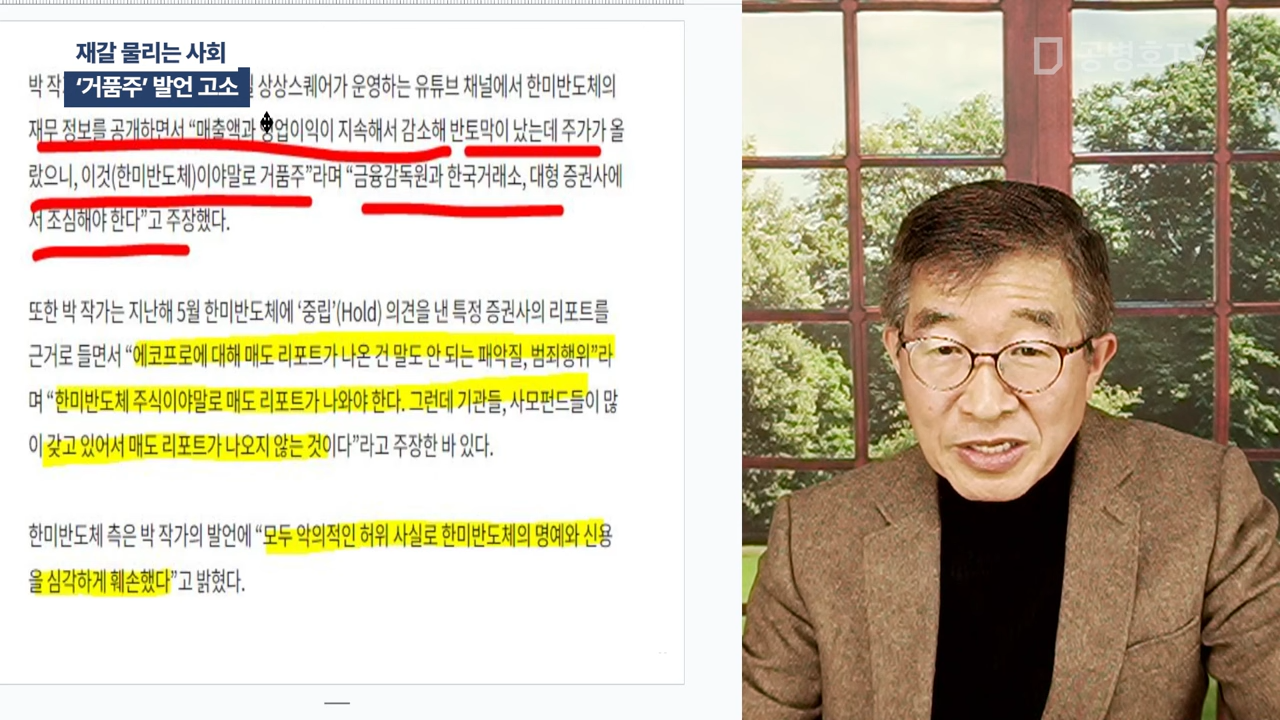 재갈 물리는 사회
‘거품주’ 발언 고소
공병호TV
박 상상스퀘어가 운영하는 유튜브 채널에서 한미반도체의
재무 정보를 공개하면서 “매출액과 영업이익이 지속해서 감소해 반토막이 났는데 주가가 올
랐으니, 이것(한미반도체)이야말로 거품주”라며 “금융감독원과 한국거래소, 대형 증권사에
서 조심해야 한다”고 주장했다.
또한 박 작가는 지난해 5월 한미반도체에 ‘중립’(Hold) 의견을 낸 특정 증권사의 리포트를
근거로 들면서 “에코프로에 대해 매도 리포트가 나온 건 말도 안 되는 패악질, 범죄행위”라
며 “한미반도체 주식이야말로 매도 리포트가 나와야 한다. 그런데 기관들, 사모펀드들이 많
이 갖고 있어서 매도 리포트가 나오지 않는 것이다”라고 주장한 바 있다.
한미반도체 측은 박 작가의 발언에 “모두 악의적인 허위 사실로 한미반도체의 명예와 신용
을 심각하게 훼손했다”고 밝혔다.